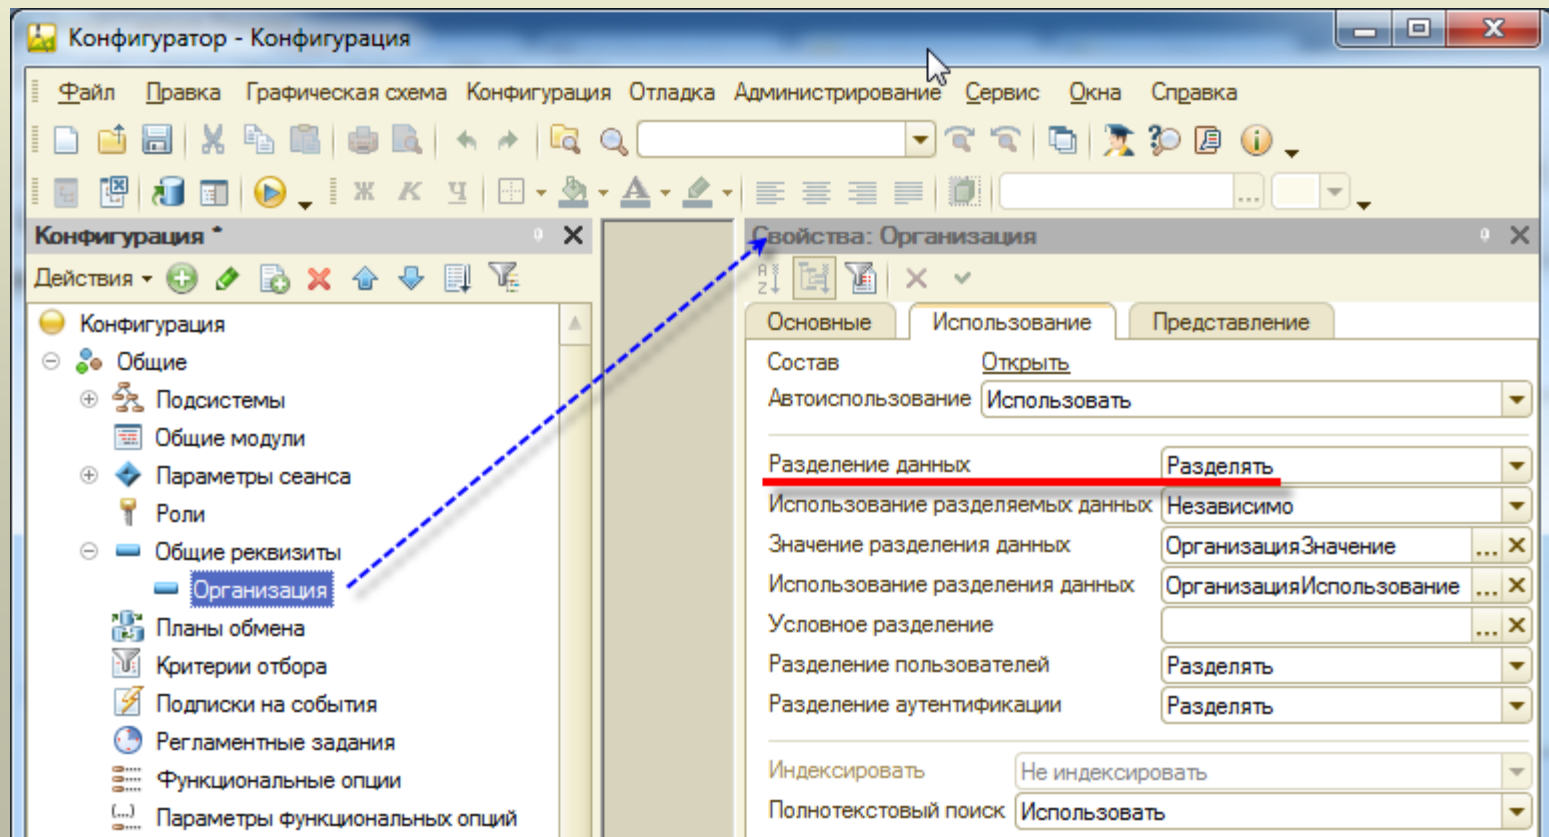 Конфигуратор - Конфигурация
Файл Правка Графическая схема Конфигурация Отладка Администрирование Сервис Окна Справка
Ж К Ч
Конфигурация *
Действия
Конфигурация
Общие
Подсистемы
Общие модули
Параметры сеанса
Роли
Общие реквизиты
Организация
Планы обмена
Критерии отбора
Подписки на события
Регламентные задания
Функциональные опции
Параметры функциональных опций
Свойства: Организация
Основные Использование Представление
Состав Открыть
Автоиспользование Использовать
Разделение данных Разделять
Использование разделяемых данных Независимо
Значение разделения данных ОрганизацияЗначение ...
Использование разделения данных ОрганизацияИспользование ...
Условное разделение ...
Разделение пользователей Разделять
Разделение аутентификации Разделять
Индексировать Не индексировать
Полнотекстовый поиск Использовать